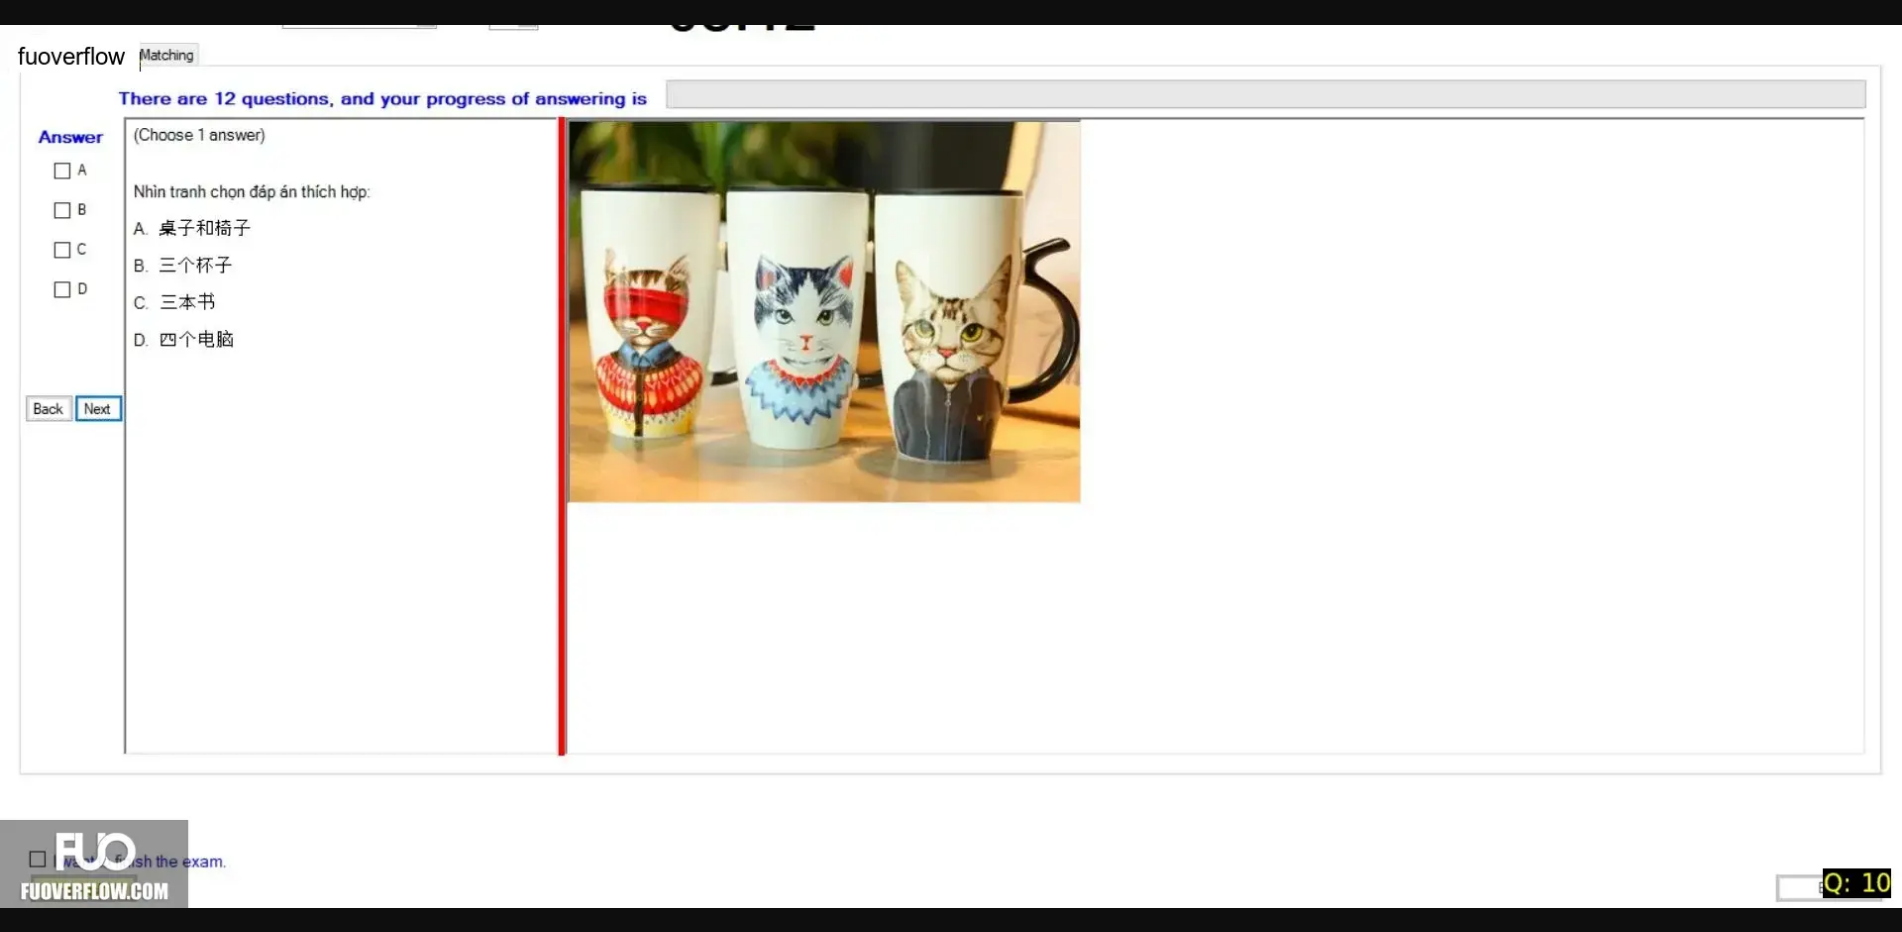 fuoverflow
Matching
There are 12 questions, and your progress of answering is
Answer
(Choose 1 answer)
A
B
C
D
Nhìn tranh chọn đáp án thích hợp:
A. 桌子和椅子
B. 三个杯子
C. 三本书
D. 四个电脑
Back
Next
FUO
sh the exam.
FUOVERFLOW.COM
Q: 10